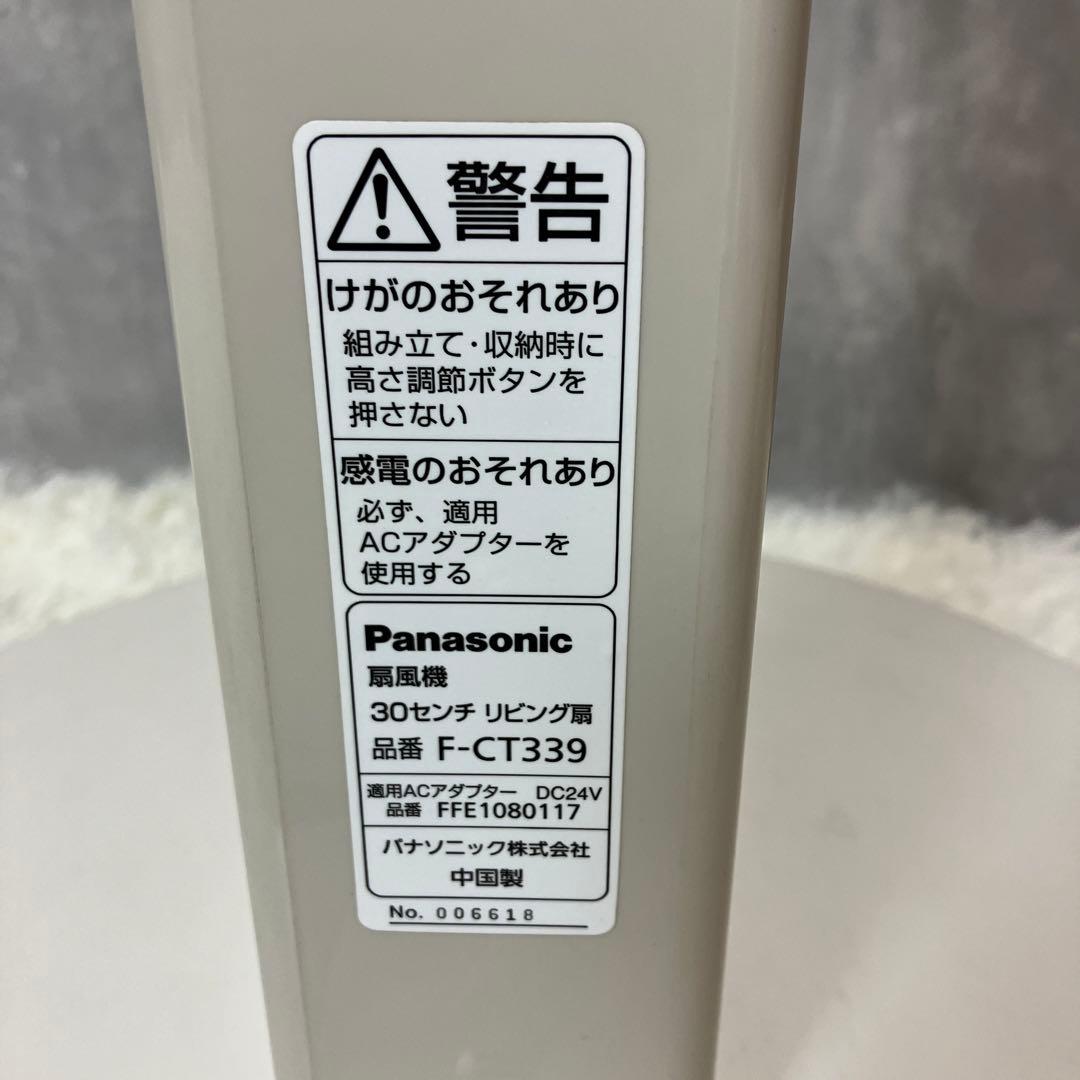 警告
けがのおそれあり
組み立て・収納時に
高さ調節ボタンを
押さない
感電のおそれあり
必ず、適用
ACアダプターを
使用する
Panasonic
扇風機
30センチ リビング扇
品番 F-CT339
適用ACアダプター DC24V
品番 FFE1080117
パナソニック株式会社
中国製
No. 006618